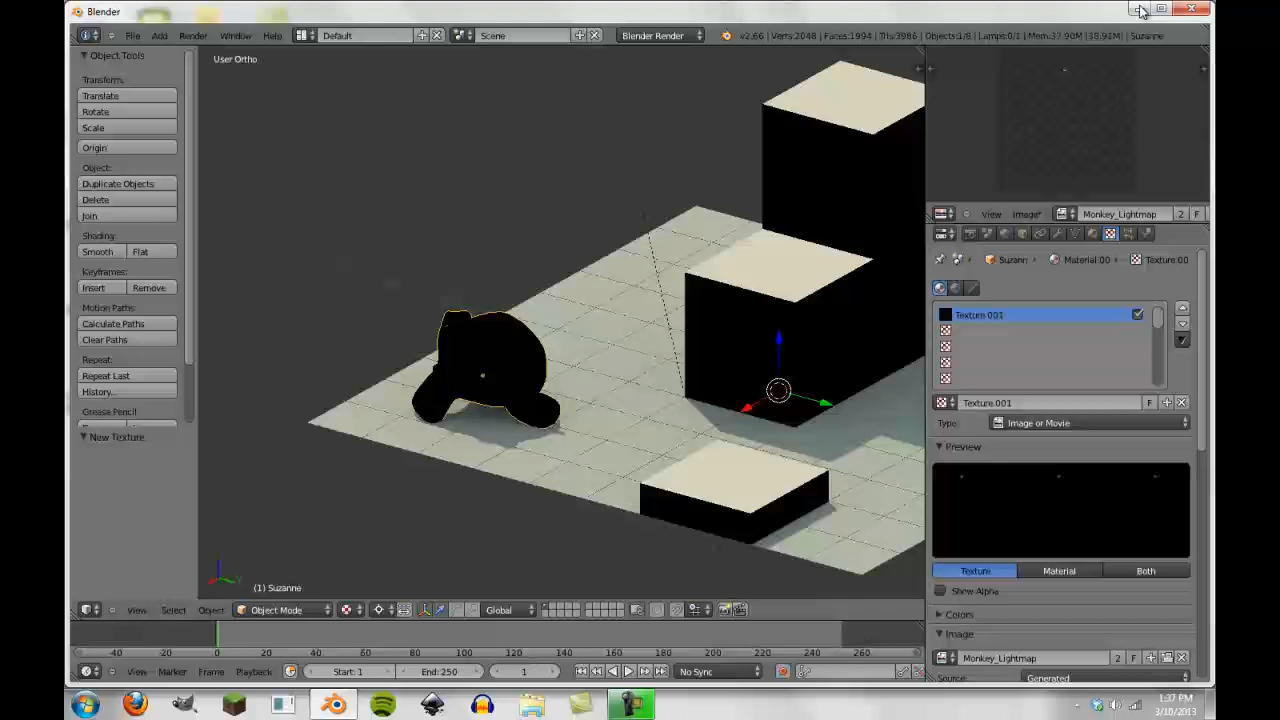 Blender
File Add Render Window Help Default Scene Blender Render v2.66 | Verts:2048 | Faces:1994 | Tris:3986 | Objects:1/8 | Lamps:0/1 | Mem:37.90M (38.91M) | Suzanne
Object Tools
User Ortho
Transform:
Translate
Rotate
Scale
Origin
Object:
Duplicate Objects
Delete
Join
Shading:
Smooth Flat
Keyframes:
Insert Remove
Motion Paths:
Calculate Paths
Clear Paths
Repeat:
Repeat Last
History...
Grease Pencil
New Texture
View Image* Monkey_Lightmap 2 F
Suzann Material.00 Texture.00
Texture.001
Texture.001 F
Type: Image or Movie
Preview
Texture Material Both
Show Alpha
Colors
Image
Monkey_Lightmap 2 F
Source: Generated
(1) Suzanne
View Select Object Object Mode Global
-40 -20 0 20 40 60 80 100 120 140 160 180 200 220 240 260
View Marker Frame Playback Start: 1 End: 250 1 No Sync
1:37 PM
3/10/2013